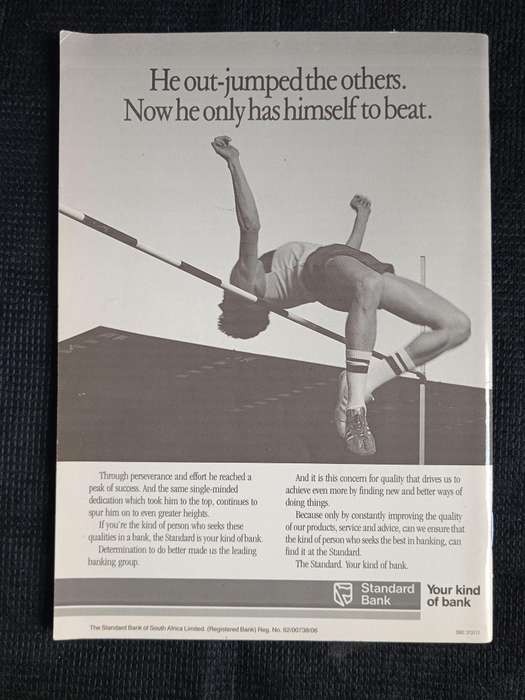 He out-jumped the others.
Now he only has himself to beat.
Through perseverance and effort he reached a
peak of success. And the same single-minded
dedication which took him to the top, continues to
spur him on to even greater heights.
If you're the kind of person who seeks these
qualities in a bank, the Standard is your kind of bank.
Determination to do better made us the leading
banking group.
And it is this concern for quality that drives us to
achieve even more by finding new and better ways of
doing things.
Because only by constantly improving the quality
of our products, service and advice, can we ensure that
the kind of person who seeks the best in banking, can
find it at the Standard.
The Standard. Your kind of bank.
Standard
Bank
Your kind
of bank
The Standard Bank of South Africa Limited. (Registered Bank) Reg. No. 62/00738/06